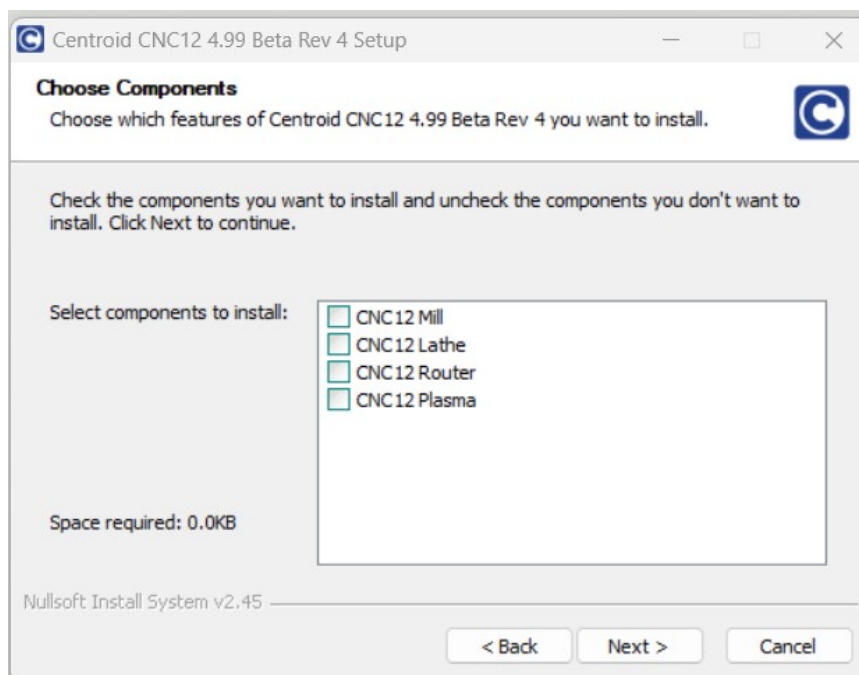 Centroid CNC12 4.99 Beta Rev 4 Setup
Choose Components
Choose which features of Centroid CNC12 4.99 Beta Rev 4 you want to install.
Check the components you want to install and uncheck the components you don't want to
install. Click Next to continue.
Select components to install:
CNC12 Mill
CNC12 Lathe
CNC12 Router
CNC12 Plasma
Space required: 0.0KB
Nullsoft Install System v2.45
< Back
Next >
Cancel